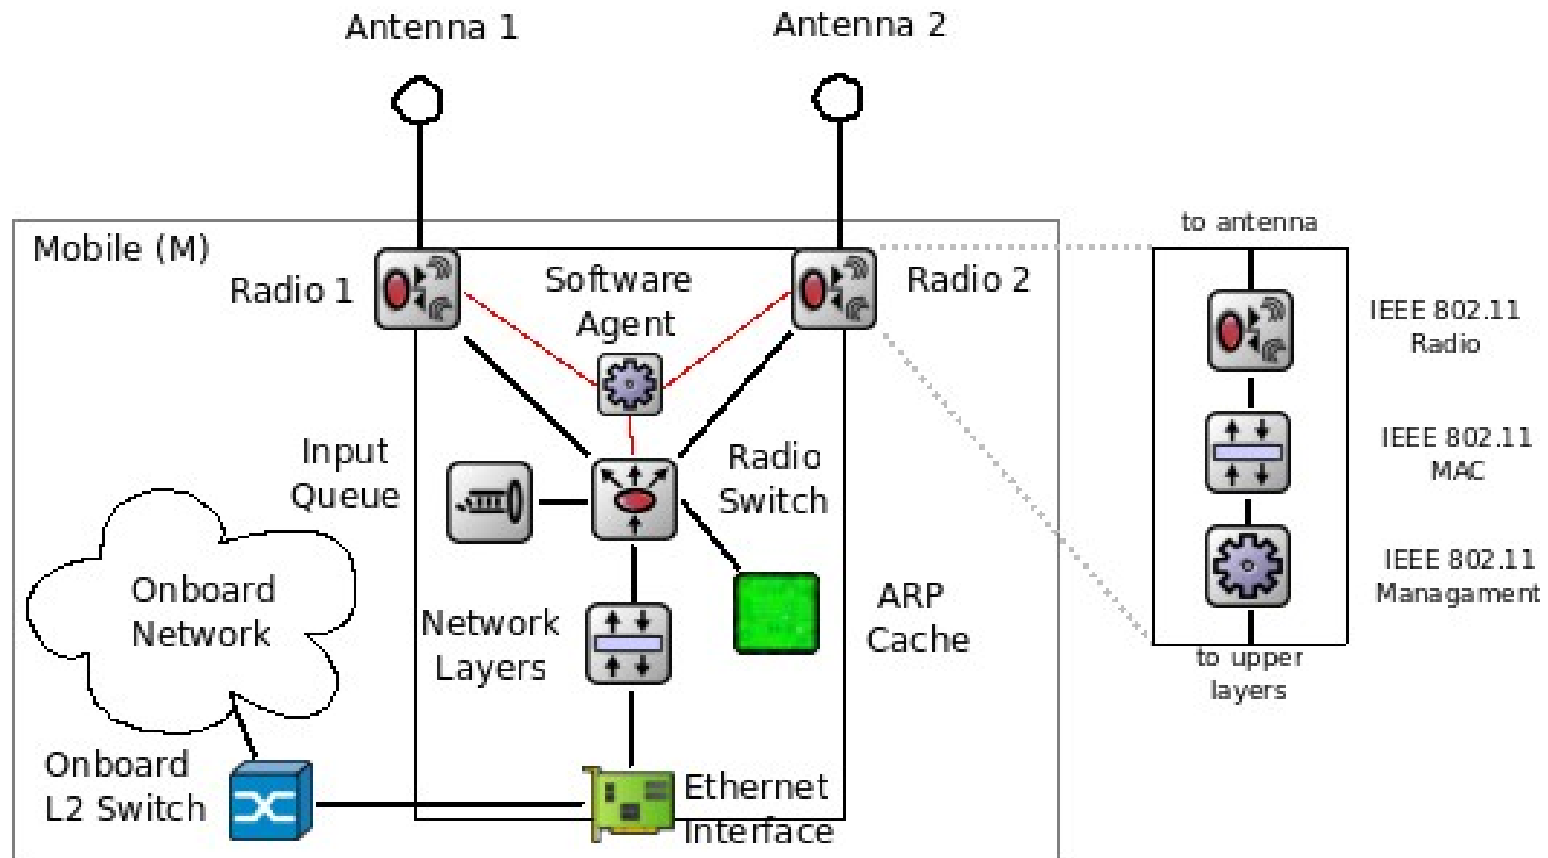 Antenna 1
Antenna 2
Mobile (M)
Radio 1
Software
Agent
Radio 2
to antenna
IEEE 802.11
Radio
Input
Queue
Radio
Switch
IEEE 802.11
MAC
Onboard
Network
Network
Layers
ARP
Cache
IEEE 802.11
Managament
to upper
layers
Onboard
L2 Switch
Ethernet
Interface